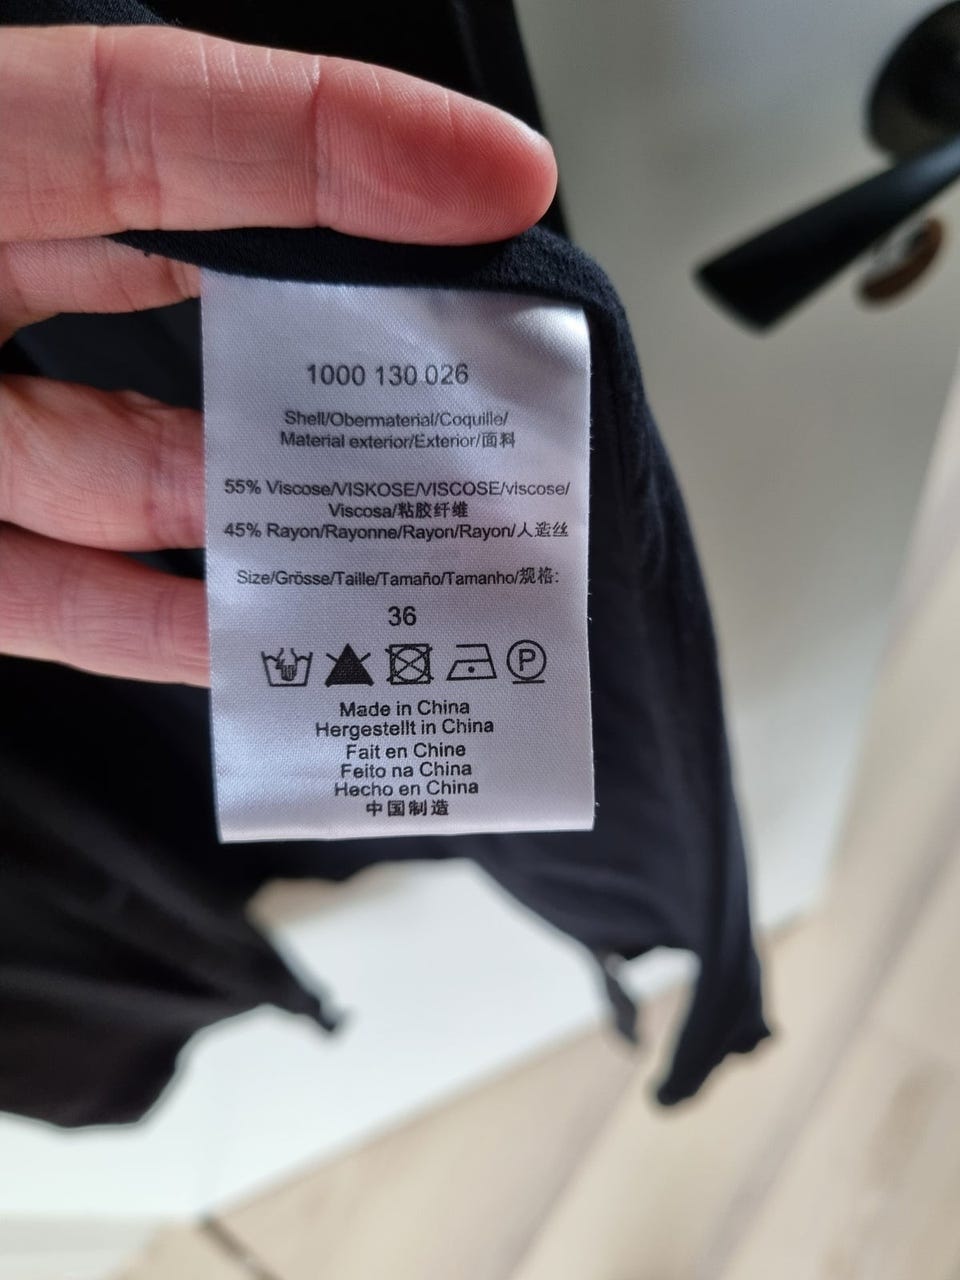 1000 130 026
Shell/Obermaterial/Coquille/
Material exterior/Exterior/面料
55% Viscose/VISKOSE/VISCOSE/viscose/
Viscosa/粘胶纤维
45% Rayon/Rayonne/Rayon/Rayon/人造丝
Size/Grösse/Taille/Tamaño/Tamanho/规格:
36
P
Made in China
Hergestellt in China
Fait en Chine
Feito na China
Hecho en China
中国制造